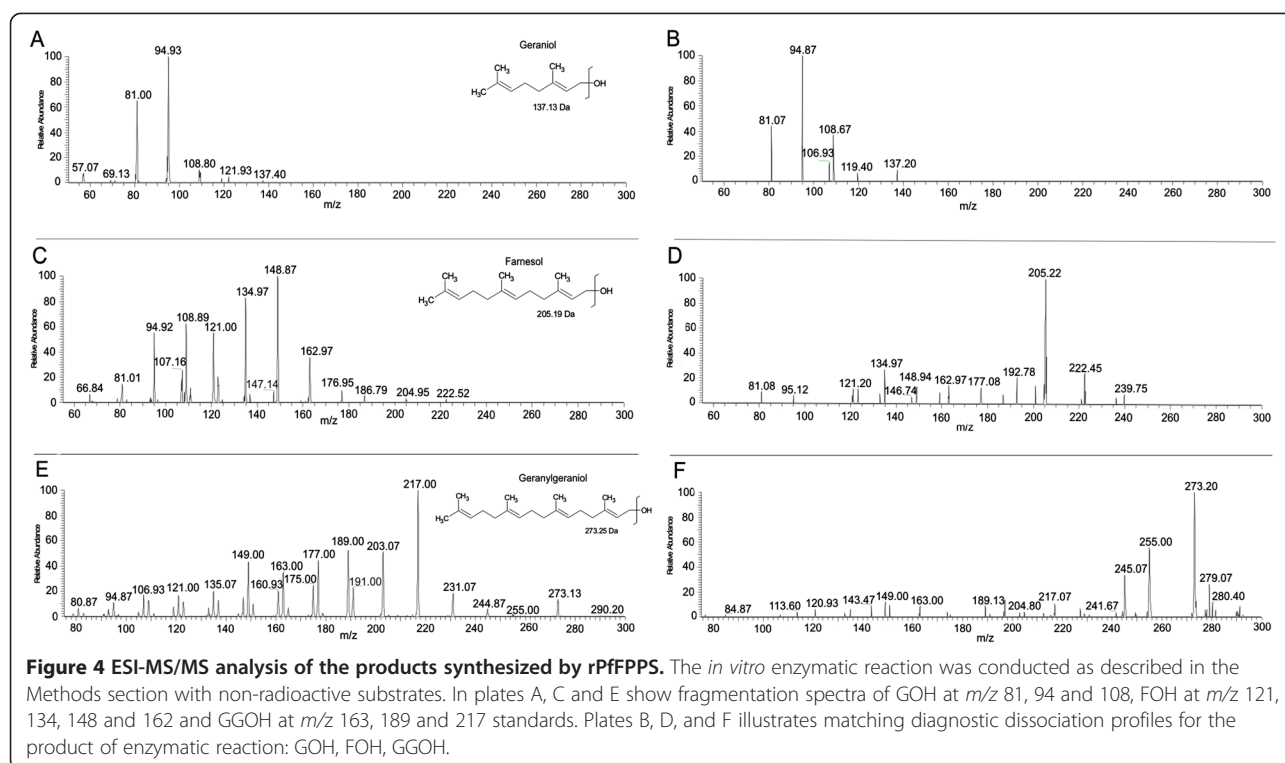 A
Relative Abundance
100
80
60
40
20
0
57.07
69.13
81.00
94.93
108.80
121.93
137.40
60 80 100 120 140 160 180 200 220 240 260 280 300
m/z
Geraniol
CH₃
CH₃
H₃C
OH
137.13 Da
B
Relative Abundance
100
80
60
40
20
0
81.07
94.87
106.93
108.67
119.40
137.20
60 80 100 120 140 160 180 200 220 240 260 280 300
m/z
C
Relative Abundance
100
80
60
40
20
0
66.84
81.01
94.92
107.16
108.89
121.00
134.97
147.14
148.87
162.97
176.95
186.79
204.95
222.52
60 80 100 120 140 160 180 200 220 240 260 280 300
m/z
Farnesol
CH₃
CH₃
CH₃
H₃C
OH
205.19 Da
D
Relative Abundance
100
80
60
40
20
0
81.08
95.12
121.20
134.97
146.74
148.94
162.97
177.08
192.78
205.22
222.45
239.75
60 80 100 120 140 160 180 200 220 240 260 280 300
m/z
E
Relative Abundance
100
80
60
40
20
0
80.87
94.87
106.93
121.00
135.07
149.00
160.93
163.00
175.00
177.00
189.00
191.00
203.07
217.00
231.07
244.87
255.00
273.13
290.20
80 100 120 140 160 180 200 220 240 260 280 300
m/z
Geranylgeraniol
CH₃
CH₃
CH₃
CH₃
H₃C
OH
273.25 Da
F
Relative Abundance
100
80
60
40
20
0
84.87
113.60
120.93
143.47
149.00
163.00
189.13
204.80
217.07
241.67
245.07
255.00
273.20
279.07
280.40
80 100 120 140 160 180 200 220 240 260 280 300
m/z
Figure 4 ESI-MS/MS analysis of the products synthesized by rPfFPPS. The in vitro enzymatic reaction was conducted as described in the
Methods section with non-radioactive substrates. In plates A, C and E show fragmentation spectra of GOH at m/z 81, 94 and 108, FOH at m/z 121,
134, 148 and 162 and GGOH at m/z 163, 189 and 217 standards. Plates B, D, and F illustrates matching diagnostic dissociation profiles for the
product of enzymatic reaction: GOH, FOH, GGOH.